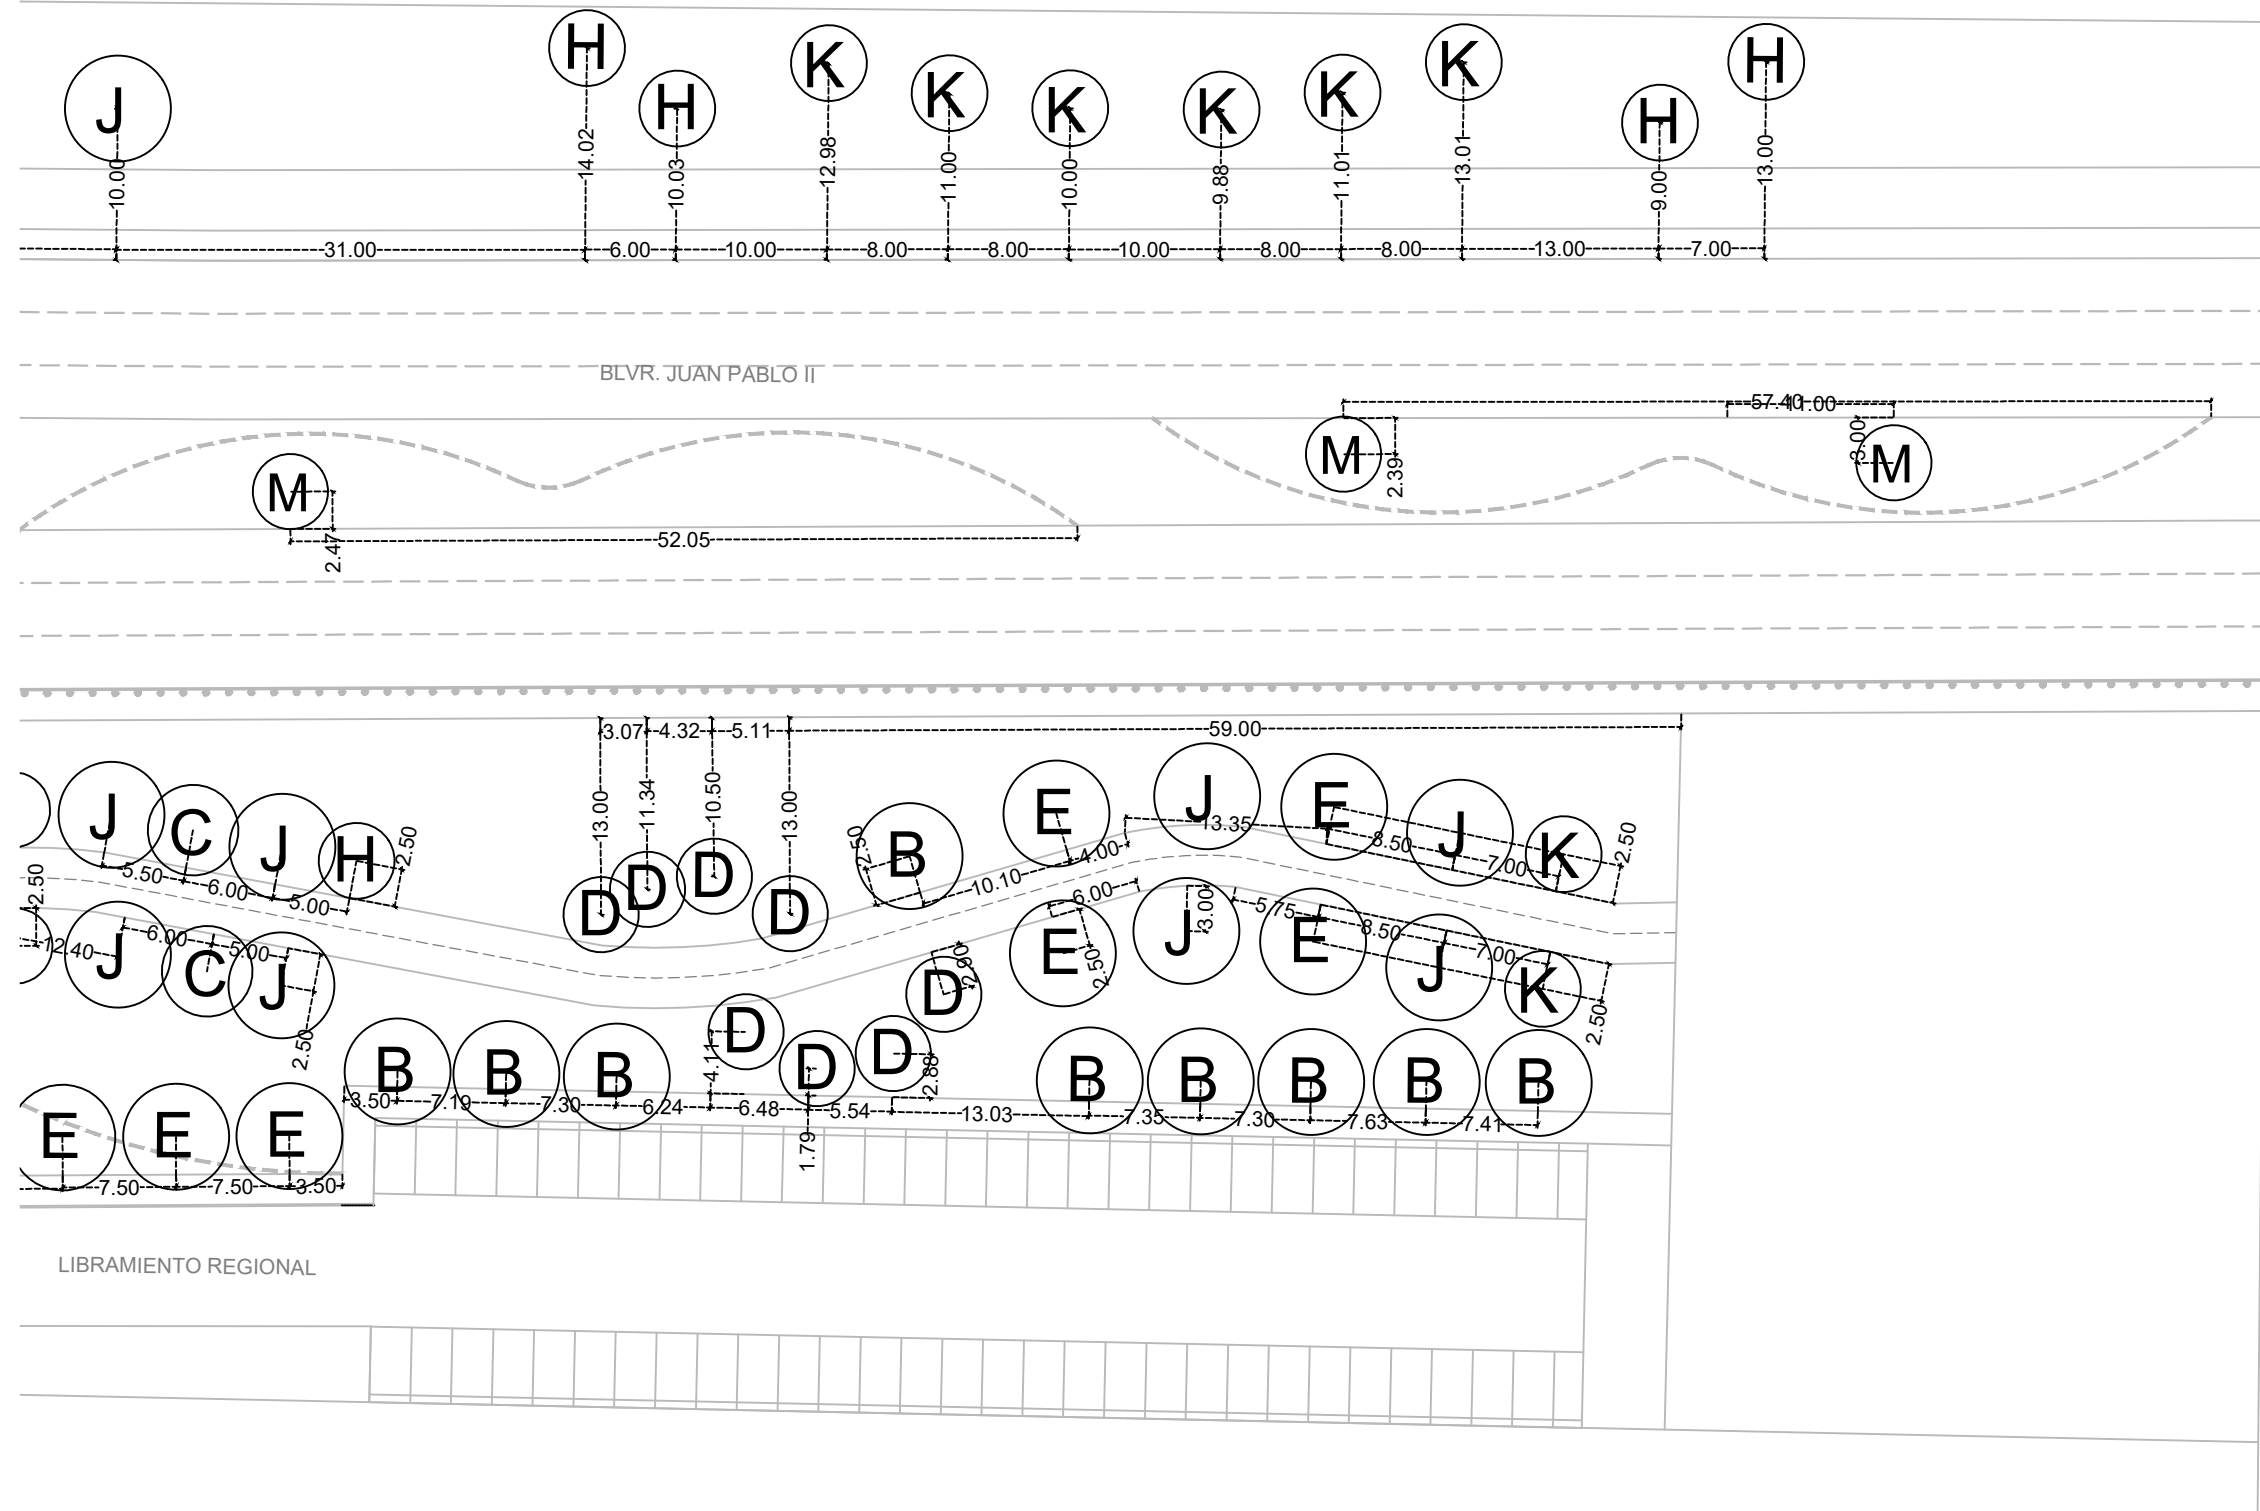 J H H K K K K K K H H
10.00 14.02 10.03 12.98 11.00 10.00 9.88 11.01 13.01 9.00 13.00
31.00 6.00 10.00 8.00 8.00 10.00 8.00 8.00 13.00 7.00
BLVR. JUAN PABLO II
57.40 11.00
M M M
2.39 3.00
2.47 52.05
3.07 4.32 5.11 59.00
13.00 11.34 10.50 13.00
J C J H D D D D B E J E J K
2.50 2.50 13.35 8.50 7.00 2.50
5.50 6.00 5.00 10.10 4.00
2.50
12.40 6.00 5.00 6.00 3.00 5.75 8.50 7.00
J C J D E J E J K
2.50 2.90 2.50 2.50
B B B D D D B B B B B
4.11 2.88
3.50 7.19 7.30 6.24 6.48 5.54 13.03 7.35 7.30 7.63 7.41
1.79
E E E
7.50 7.50 3.50
LIBRAMIENTO REGIONAL